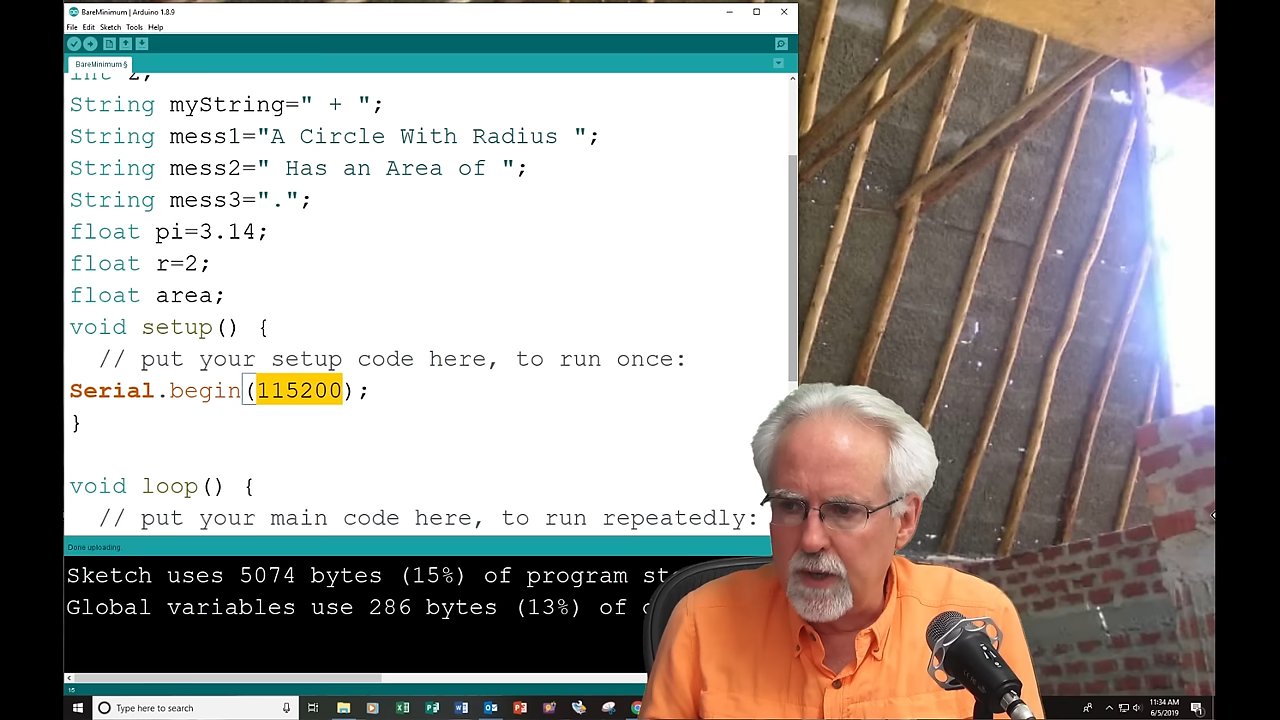 BareMinimum | Arduino 1.8.9
File Edit Sketch Tools Help
BareMinimum §
String myString=" + ";
String mess1="A Circle With Radius ";
String mess2=" Has an Area of ";
String mess3=".";
float pi=3.14;
float r=2;
float area;
void setup() {
// put your setup code here, to run once:
Serial.begin(115200);
}
void loop() {
// put your main code here, to run repeatedly:
Done uploading.
Sketch uses 5074 bytes (15%) of program
Global variables use 286 bytes (13%) of
15
Type here to search
11:34 AM
6/5/2019